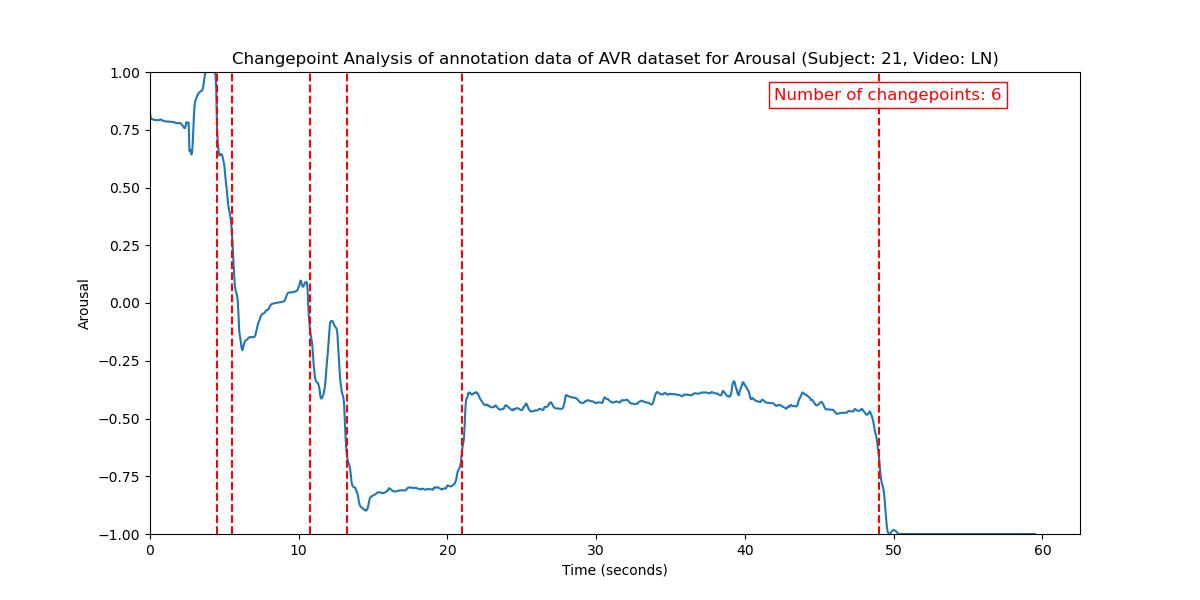 Changepoint Analysis of annotation data of AVR dataset for Arousal (Subject: 21, Video: LN)
Number of changepoints: 6
1.00
0.75
0.50
0.25
0.00
−0.25
−0.50
−0.75
−1.00
Arousal
0 10 20 30 40 50 60
Time (seconds)